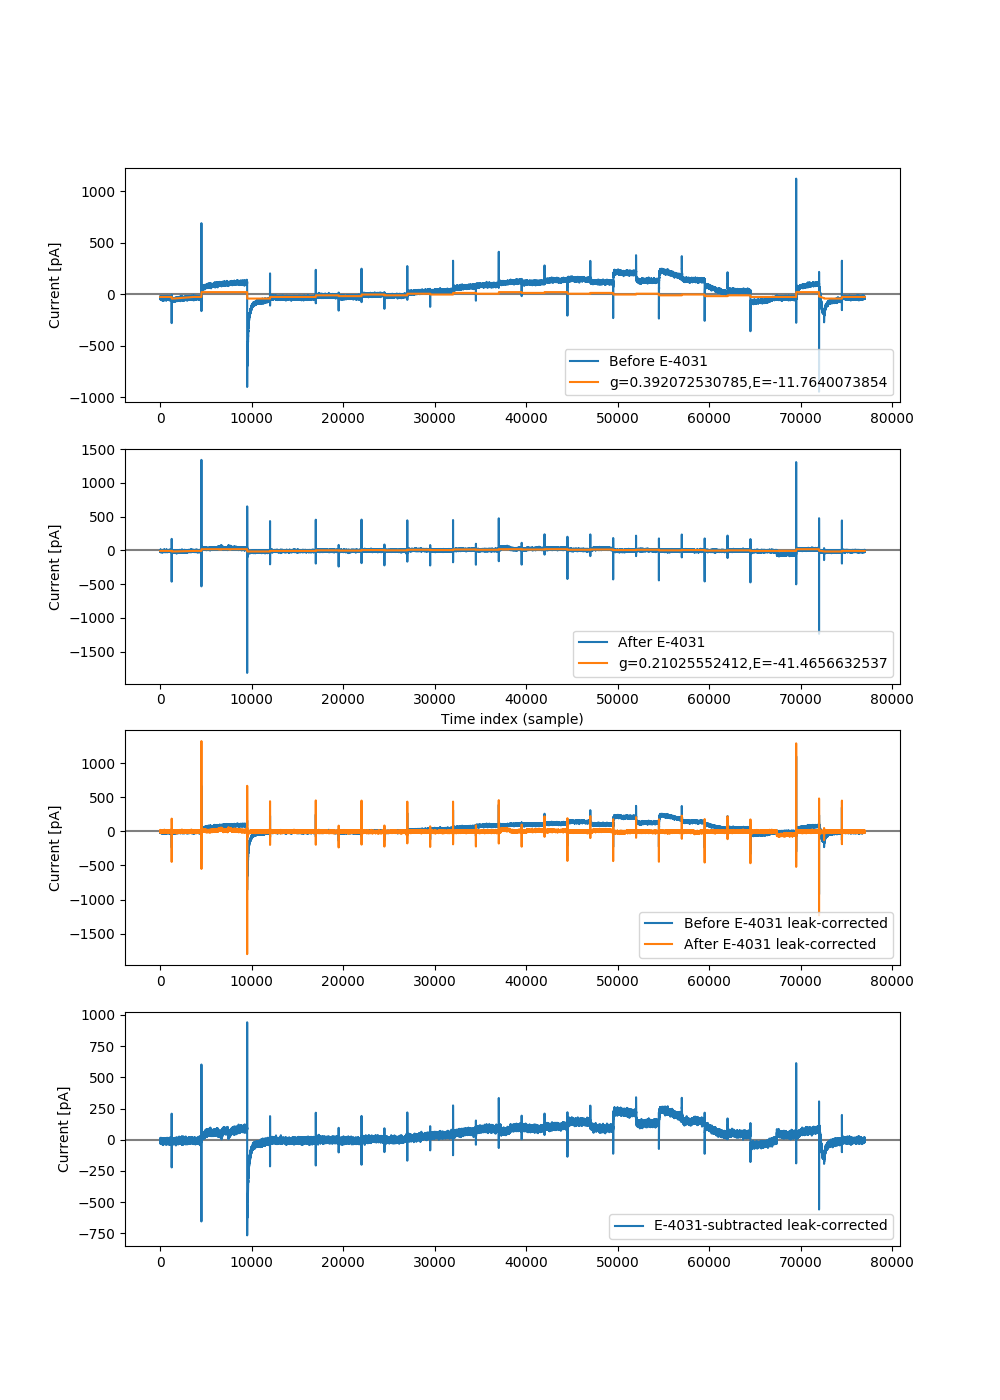 1000
500
0
−500
−1000
Current [pA]
Before E-4031
g=0.392072530785,E=-11.7640073854
0 10000 20000 30000 40000 50000 60000 70000 80000
1500
1000
500
0
−500
−1000
−1500
Current [pA]
After E-4031
g=0.21025552412,E=-41.4656632537
0 10000 20000 30000 40000 50000 60000 70000 80000
Time index (sample)
1000
500
0
−500
−1000
−1500
Current [pA]
Before E-4031 leak-corrected
After E-4031 leak-corrected
0 10000 20000 30000 40000 50000 60000 70000 80000
1000
750
500
250
0
−250
−500
−750
Current [pA]
E-4031-subtracted leak-corrected
0 10000 20000 30000 40000 50000 60000 70000 80000